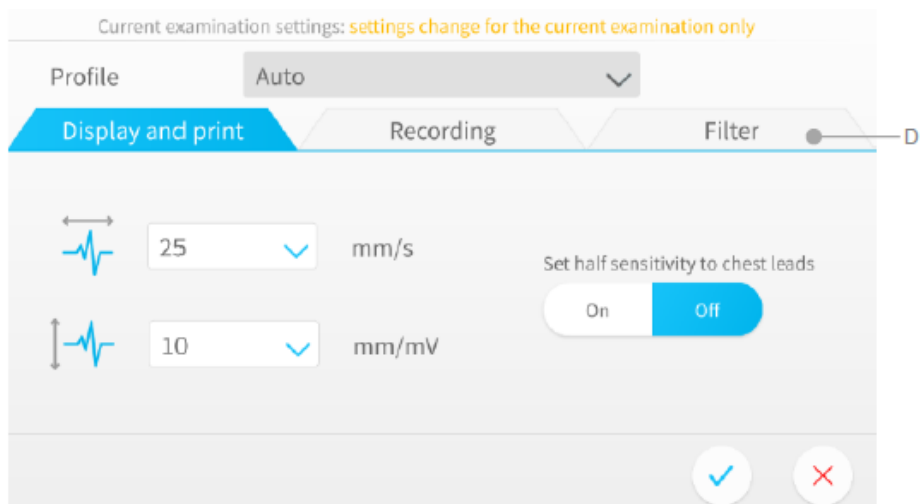 Current examination settings: settings change for the current examination only
Profile Auto
Display and print Recording Filter D
25 mm/s
Set half sensitivity to chest leads
On Off
10 mm/mV